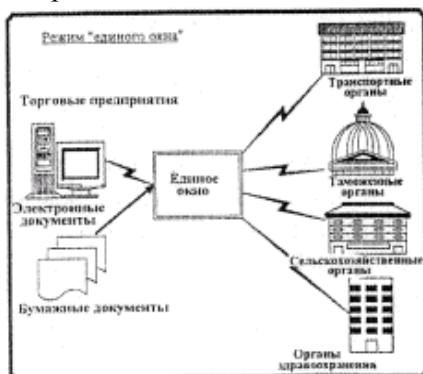 Режим "единого окна"
Торговые предприятия
Электронные
документы
Бумажные документы
Единое
окно
Транспортные
органы
Таможенные
органы
Сельскохозяйственные
органы
Органы
здравоохранения